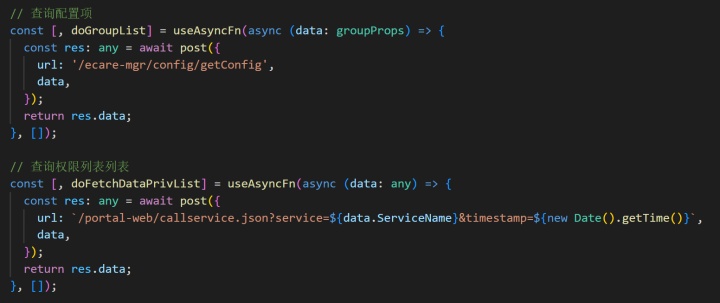 // 查询配置项
const [, doGroupList] = useAsyncFn(async (data: groupProps) => {
const res: any = await post({
url: '/ecare-mgr/config/getConfig',
data,
});
return res.data;
}, []);
// 查询权限列表列表
const [, doFetchDataPrivList] = useAsyncFn(async (data: any) => {
const res: any = await post({
url: `/portal-web/callservice.json?service=${data.ServiceName}&timestamp=${new Date().getTime()}`,
data,
});
return res.data;
}, []);